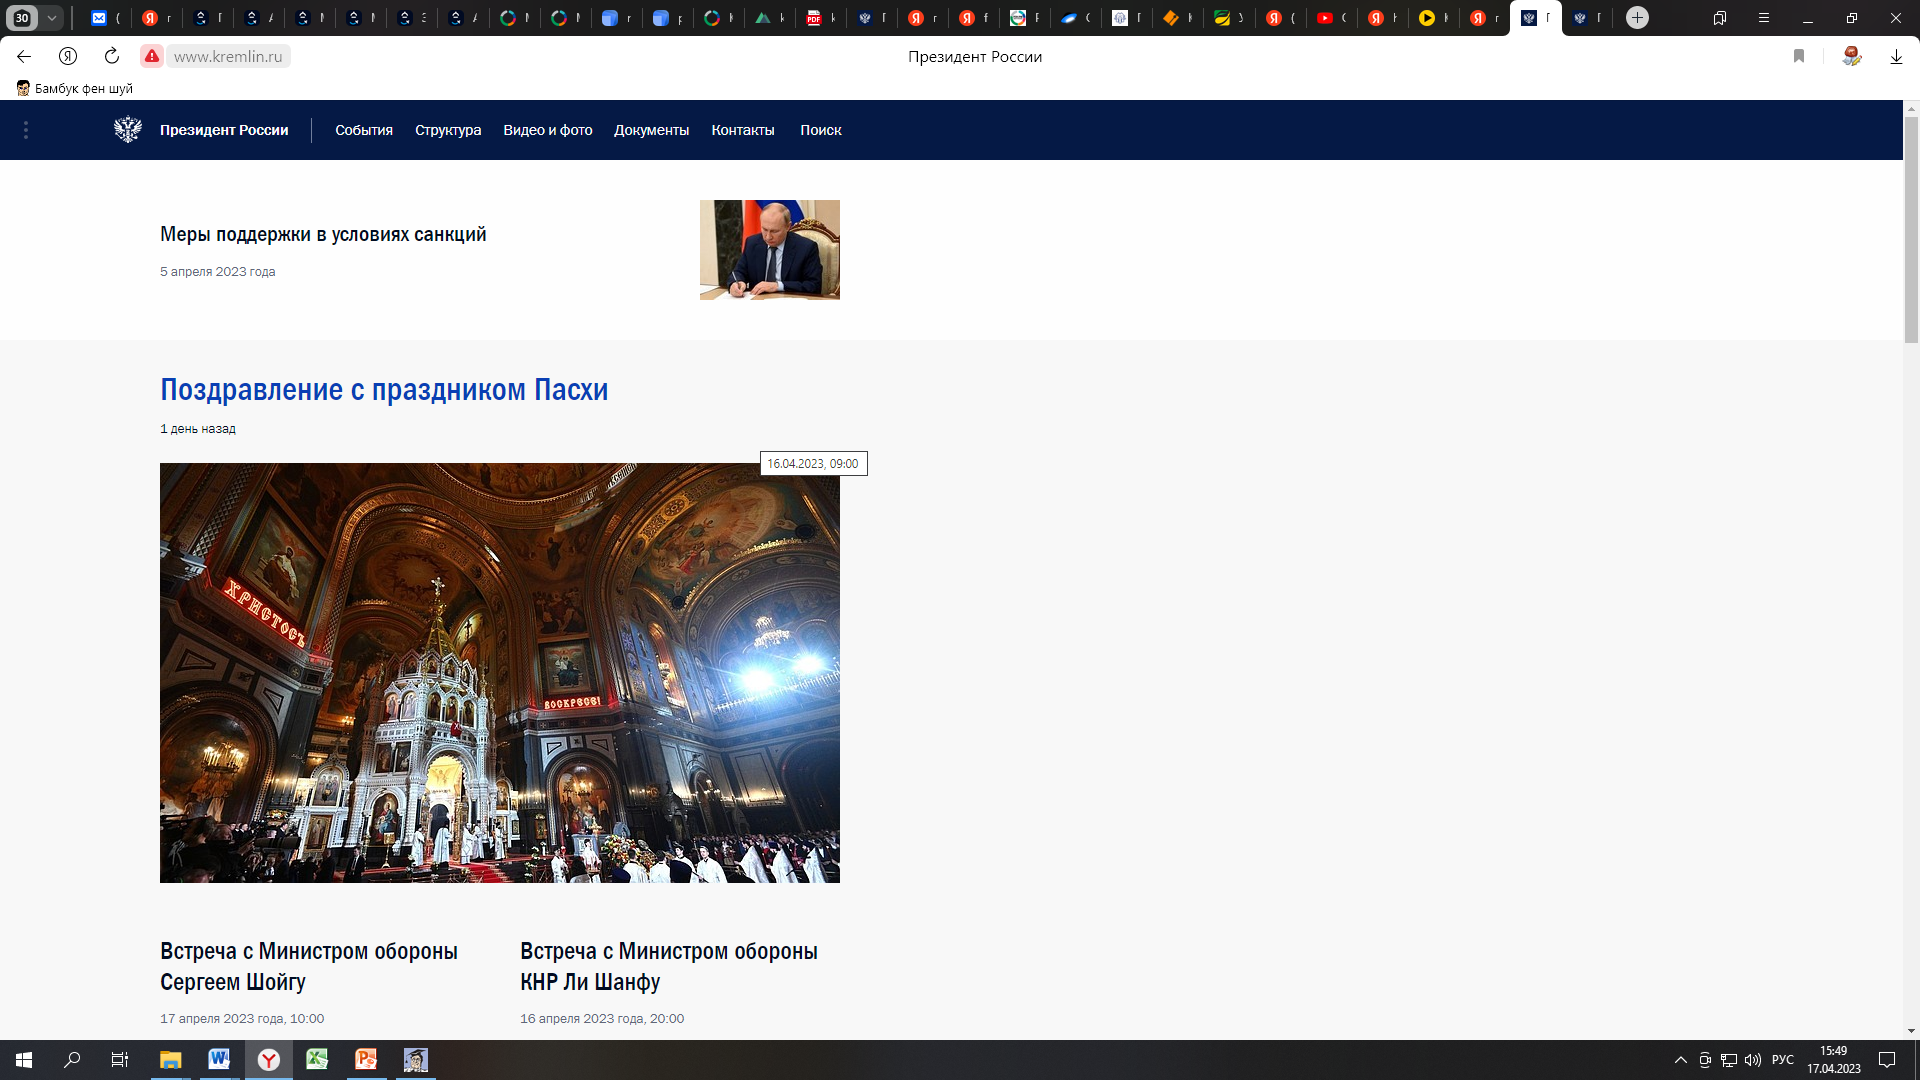 30
www.kremlin.ru
Президент России
Бамбук фен шуй
Президент России
События
Структура
Видео и фото
Документы
Контакты
Поиск
Меры поддержки в условиях санкций
5 апреля 2023 года
Поздравление с праздником Пасхи
1 день назад
16.04.2023, 09:00
ХРИСТОСЪ
ВОСКРЕСЕ!
Встреча с Министром обороны
Сергеем Шойгу
17 апреля 2023 года, 10:00
Встреча с Министром обороны
КНР Ли Шанфу
16 апреля 2023 года, 20:00
РУС
15:49
17.04.2023